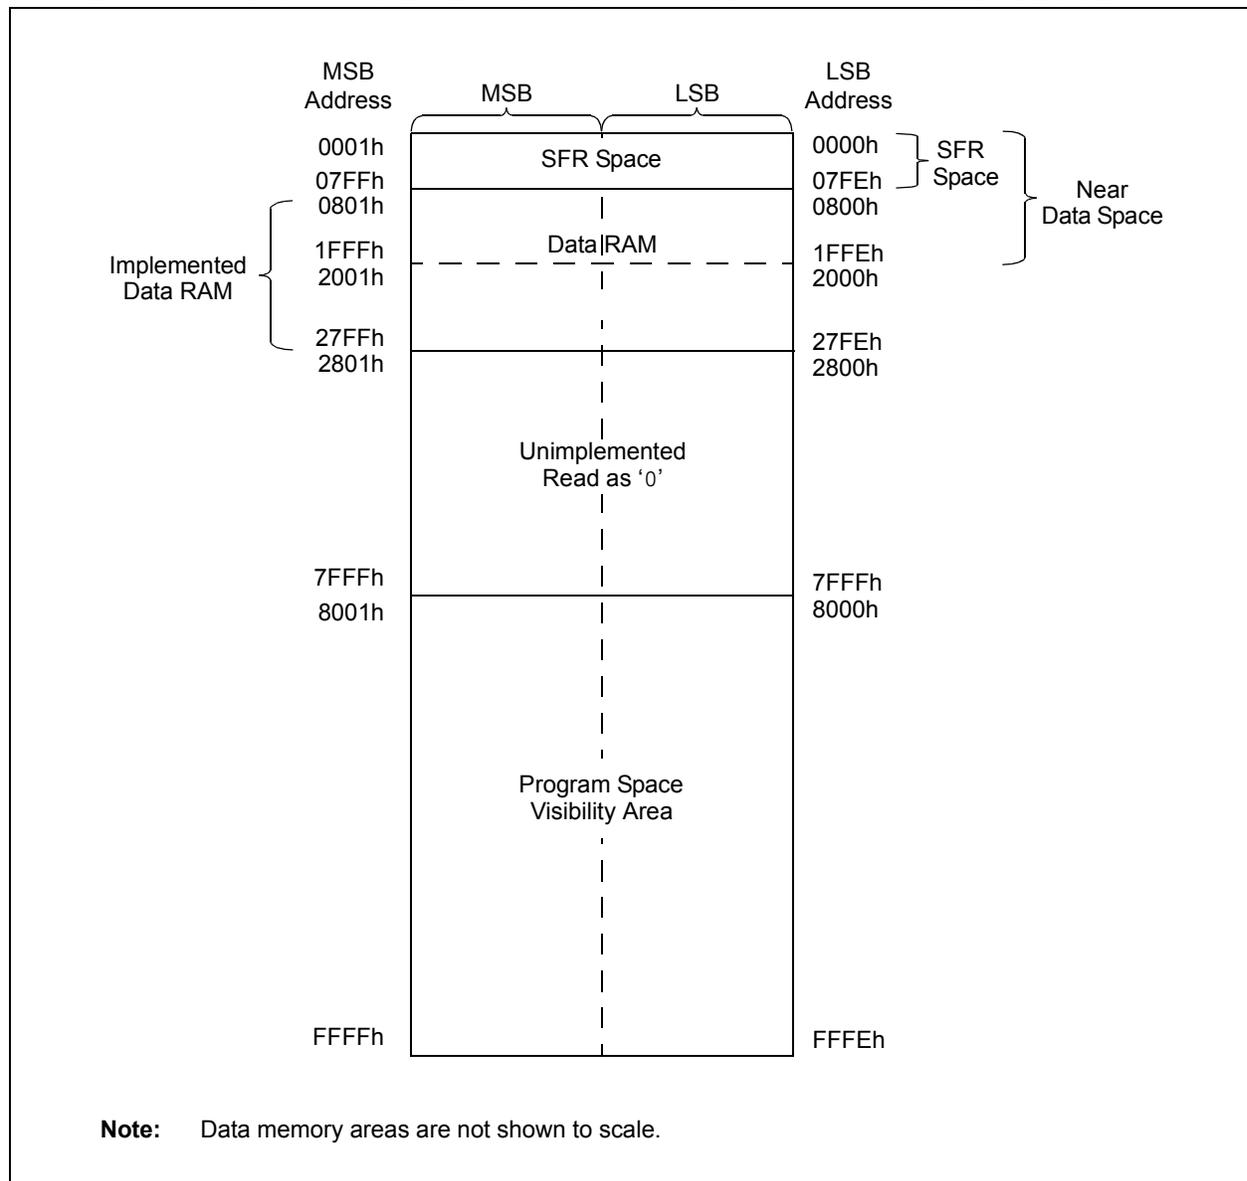 MSB
Address
MSB
LSB
LSB
Address
0001h
SFR Space
0000h
SFR
Space
07FFh
07FEh
Near
Data Space
0801h
0800h
Implemented
Data RAM
1FFFh
Data RAM
1FFEh
2001h
2000h
27FFh
27FEh
2801h
2800h
Unimplemented
Read as ‘0’
7FFFh
7FFFh
8001h
8000h
Program Space
Visibility Area
FFFFh
FFFEh
Note: Data memory areas are not shown to scale.